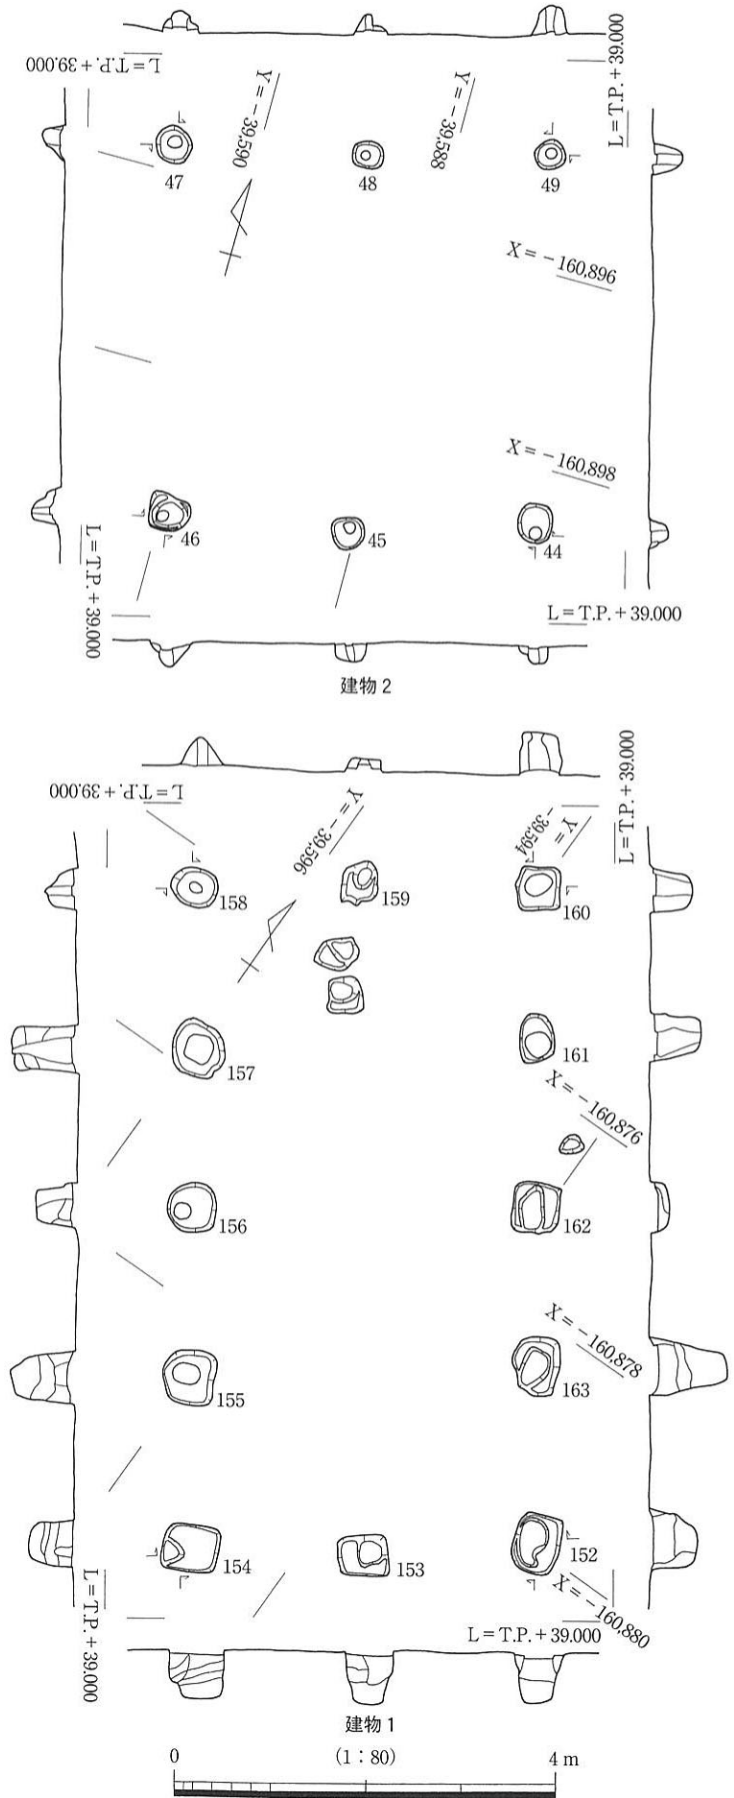 L=T.P.+39.000
L=T.P.+39.000
Y=-39,590
Y=-39,588
47
48
49
X=-160,896
X=-160,898
46
45
44
L=T.P.+39.000
L=T.P.+39.000
建物2
L=T.P.+39.000
L=T.P.+39.000
Y=-39,596
Y=-39,594
158
159
160
157
161
X=-160,876
156
162
X=-160,878
155
163
154
153
152
X=-160,880
L=T.P.+39.000
L=T.P.+39.000
建物1
0 (1:80) 4m